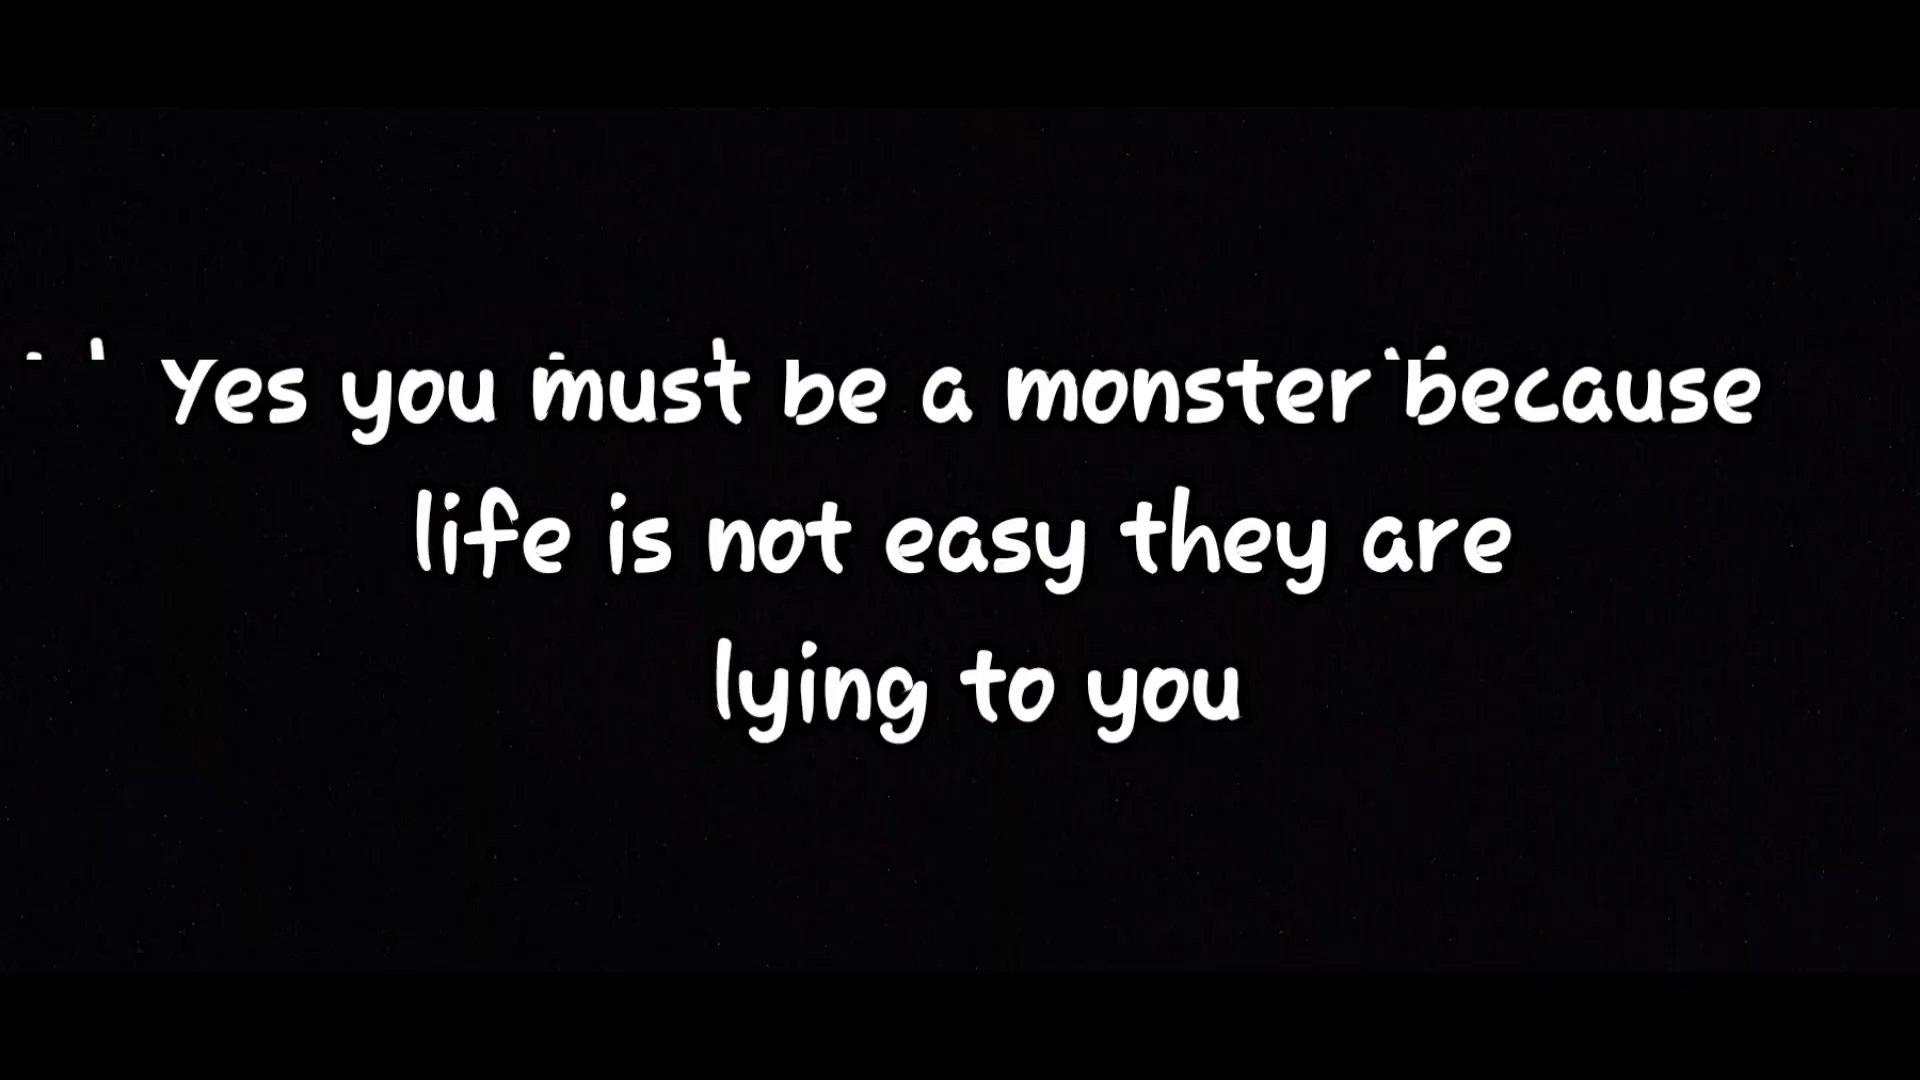 Yes you must be a monster because
life is not easy they are
lying to you